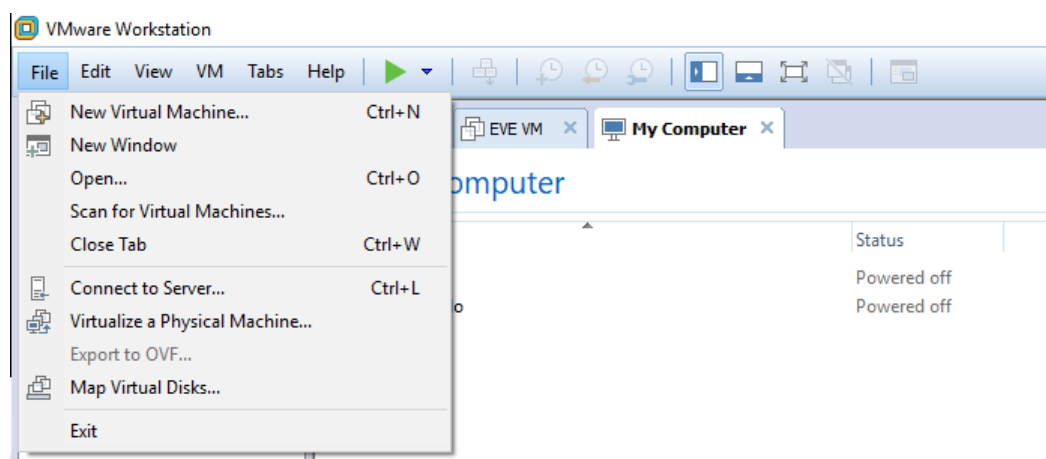 VMware Workstation
File Edit View VM Tabs Help
New Virtual Machine... Ctrl+N
New Window
Open... Ctrl+O
Scan for Virtual Machines...
Close Tab Ctrl+W
Connect to Server... Ctrl+L
Virtualize a Physical Machine...
Export to OVF...
Map Virtual Disks...
Exit
EVE VM × My Computer ×
omputer
Status
Powered off
o Powered off